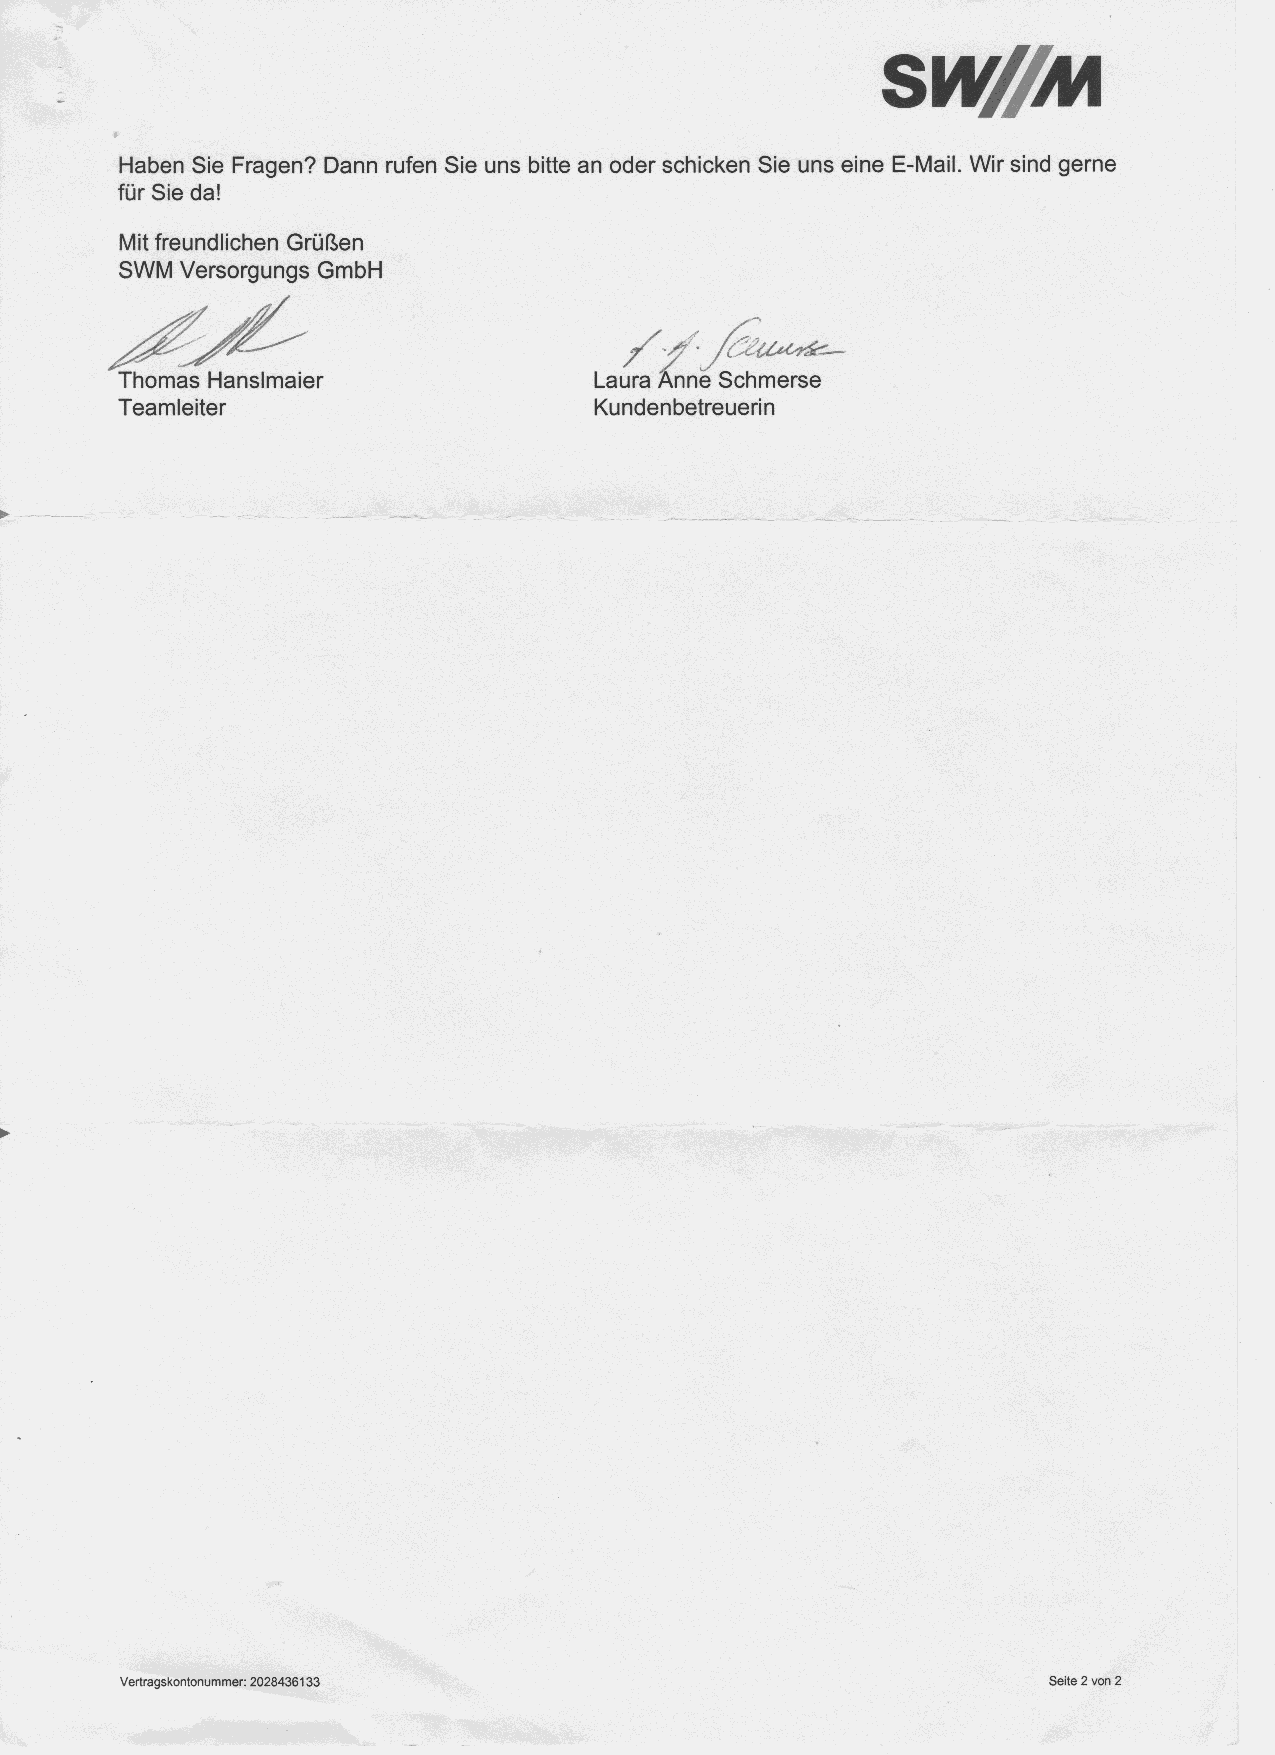 SWM
Haben Sie Fragen? Dann rufen Sie uns bitte an oder schicken Sie uns eine E-Mail. Wir sind gerne
für Sie da!
Mit freundlichen Grüßen
SWM Versorgungs GmbH
Thomas Hanslmaier
Laura Anne Schmerse
Teamleiter
Kundenbetreuerin
Vertragskontonummer: 2028436133
Seite 2 von 2